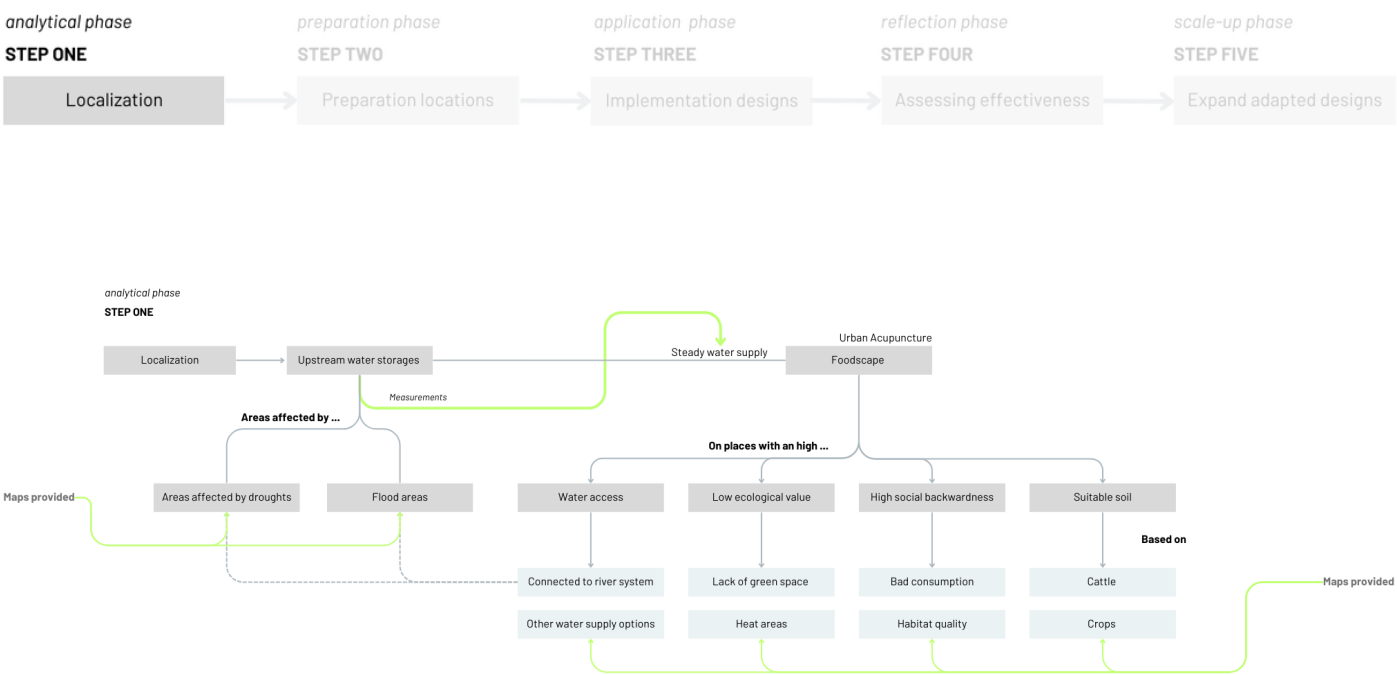 analytical phase
preparation phase
application phase
reflection phase
scale-up phase
STEP ONE
STEP TWO
STEP THREE
STEP FOUR
STEP FIVE
Localization
Preparation locations
Implementation designs
Assessing effectiveness
Expand adapted designs
analytical phase
STEP ONE
Urban Acupuncture
Localization
Upstream water storages
Steady water supply
Foodscape
Measurements
Areas affected by ...
On places with an high ...
Maps provided
Areas affected by droughts
Flood areas
Water access
Low ecological value
High social backwardness
Suitable soil
Based on
Connected to river system
Lack of green space
Bad consumption
Cattle
Maps provided
Other water supply options
Heat areas
Habitat quality
Crops